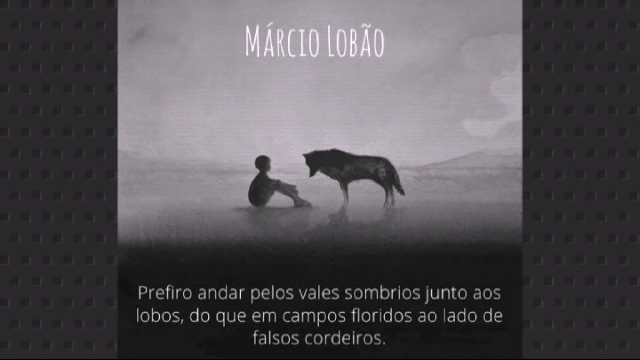 MÁRCIO LOBÃO
Prefiro andar pelos vales sombrios junto aos
lobos, do que em campos floridos ao lado de
falsos cordeiros.